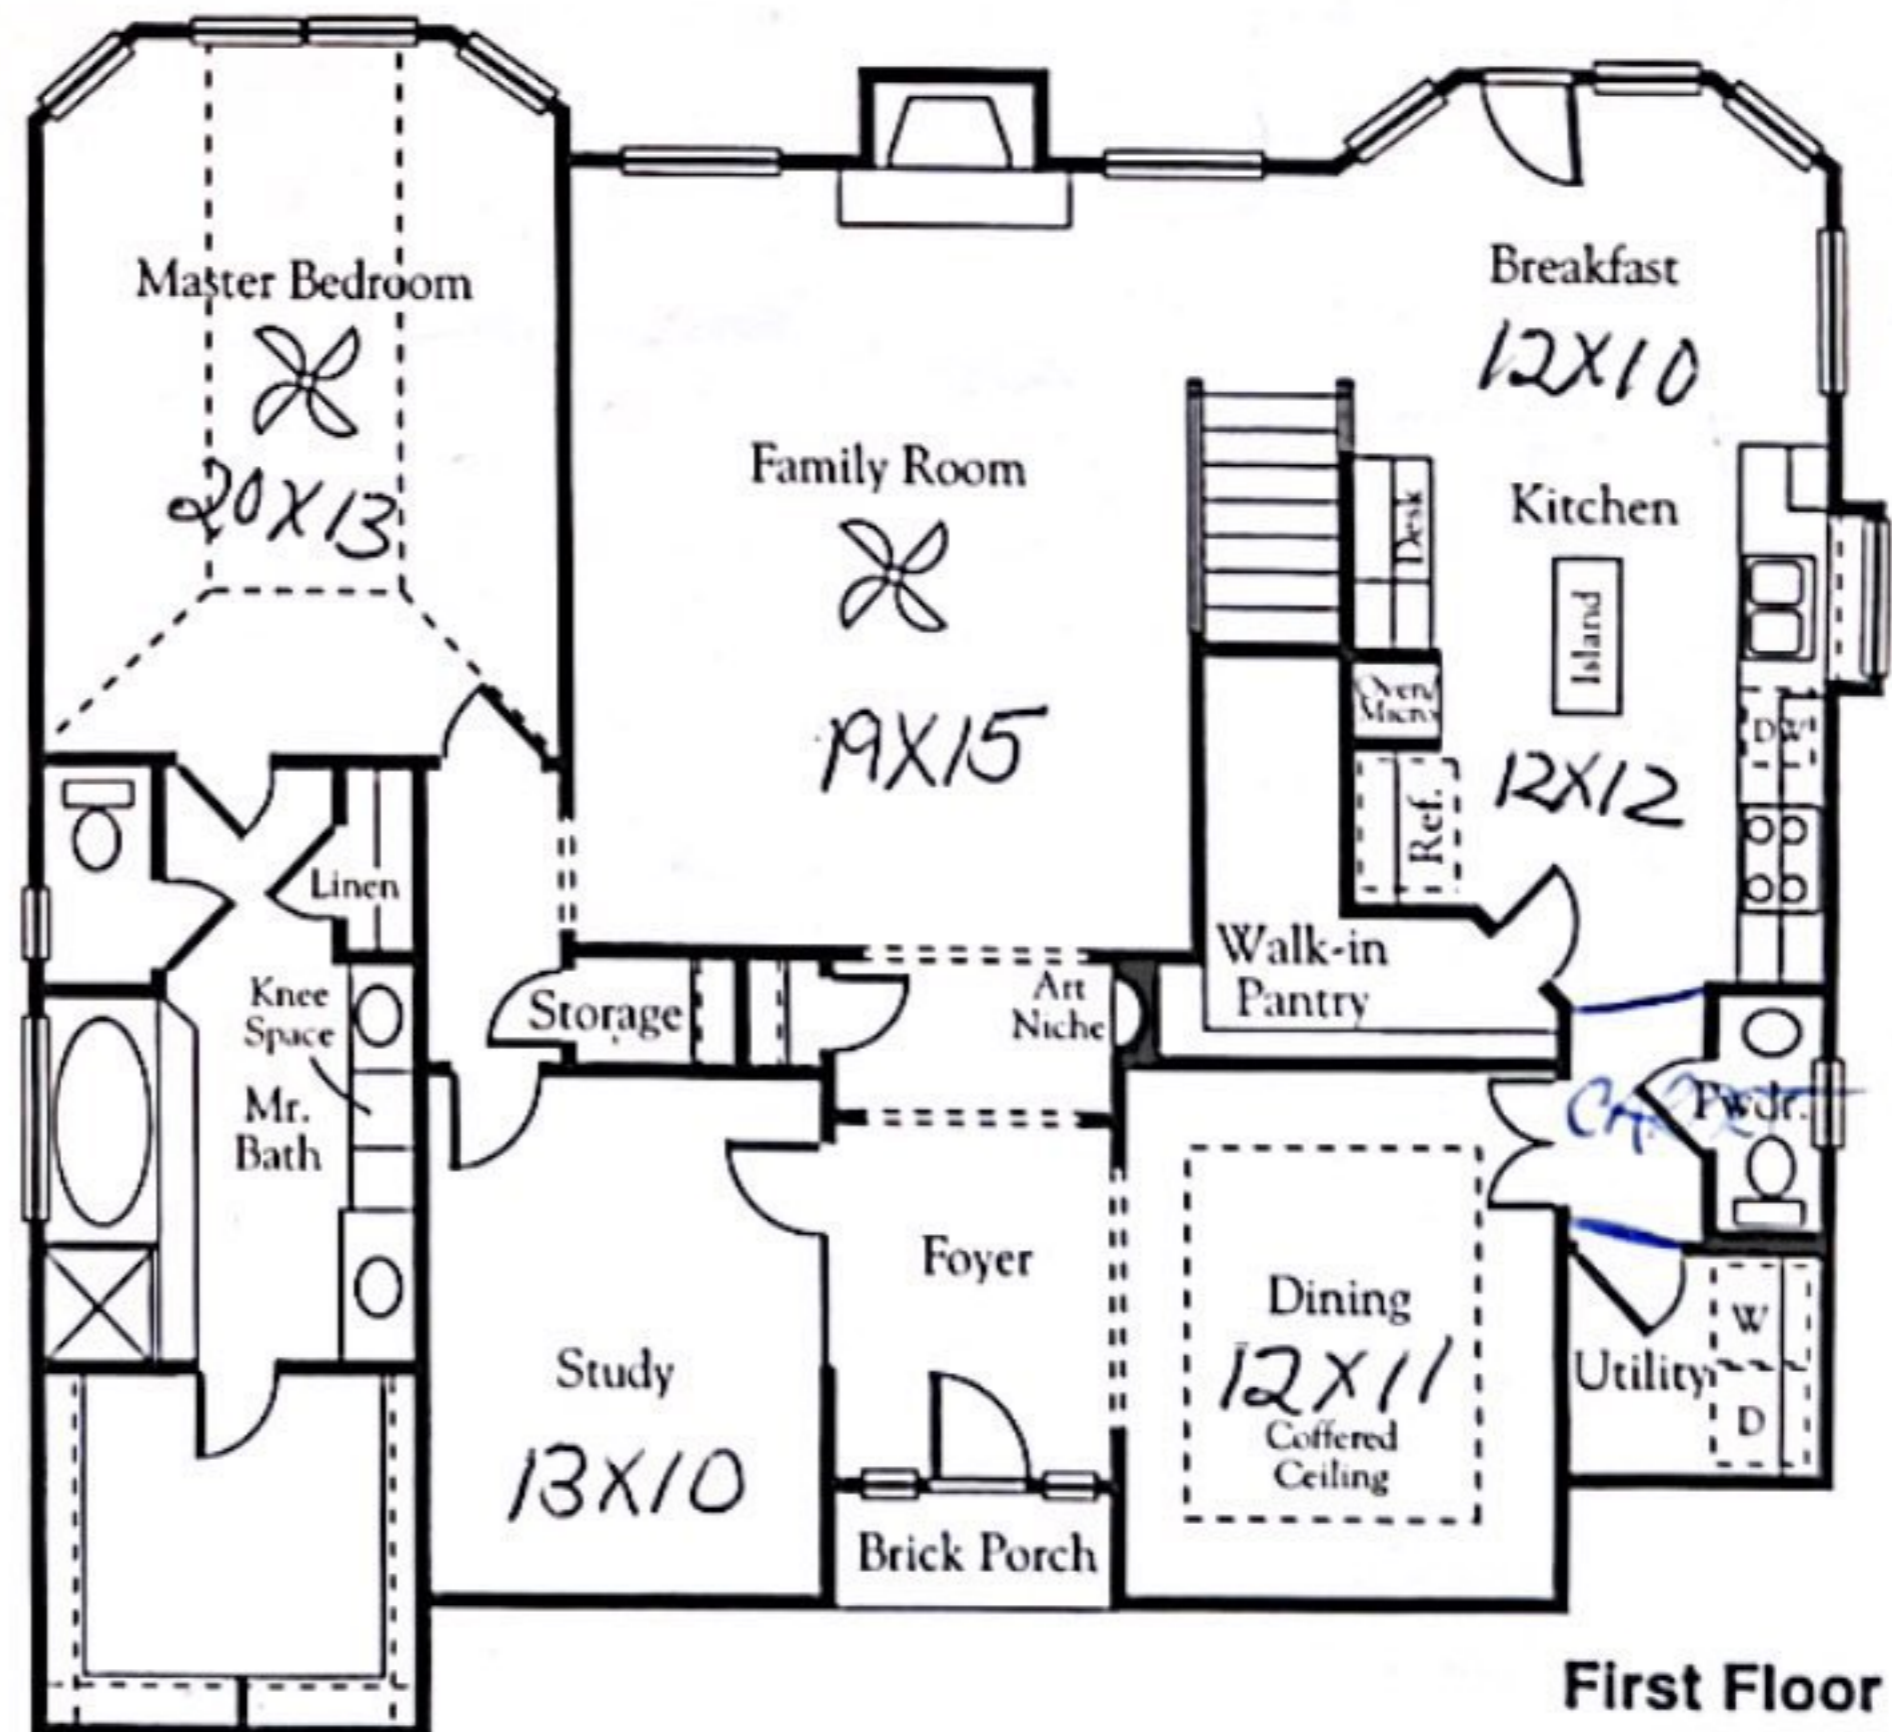 Master Bedroom
20X13
Family Room
19X15
Breakfast
12X10
Kitchen
Desk
Island
Oven/
Micro
DW
12X12
Ref.
Linen
Walk-in
Pantry
Knee
Space
Storage
Art
Niche
Mr.
Bath
Pwdr.
Foyer
Dining
12X11
Coffered
Ceiling
Study
13X10
Utility
W
D
Brick Porch
First Floor